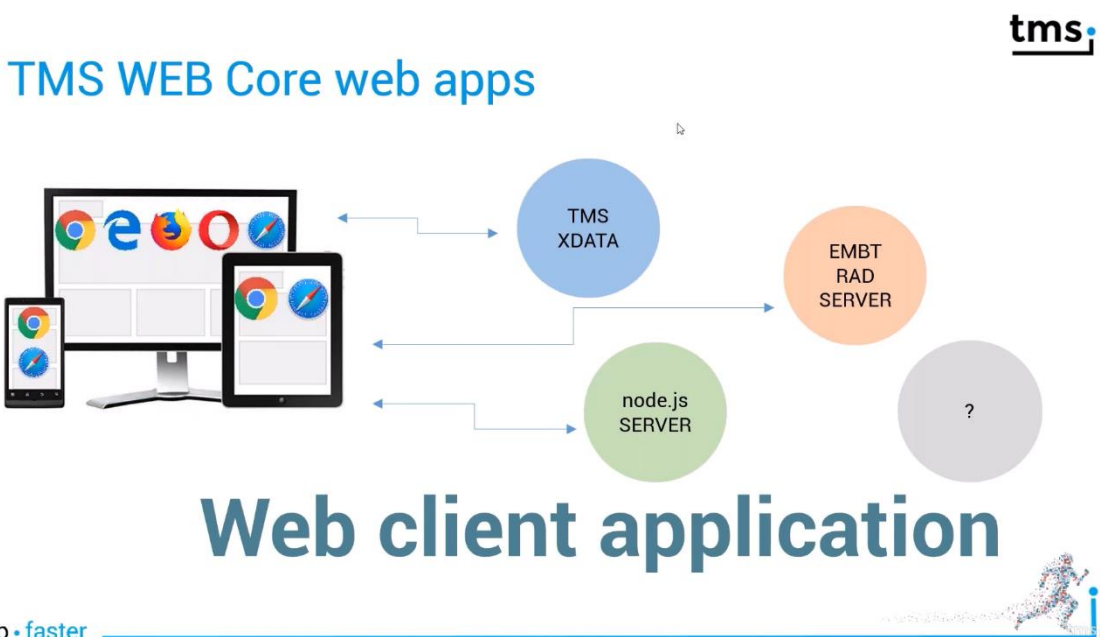 tms
TMS WEB Core web apps
TMS
XDATA
EMBT
RAD
SERVER
node.js
SERVER
?
Web client application
faster